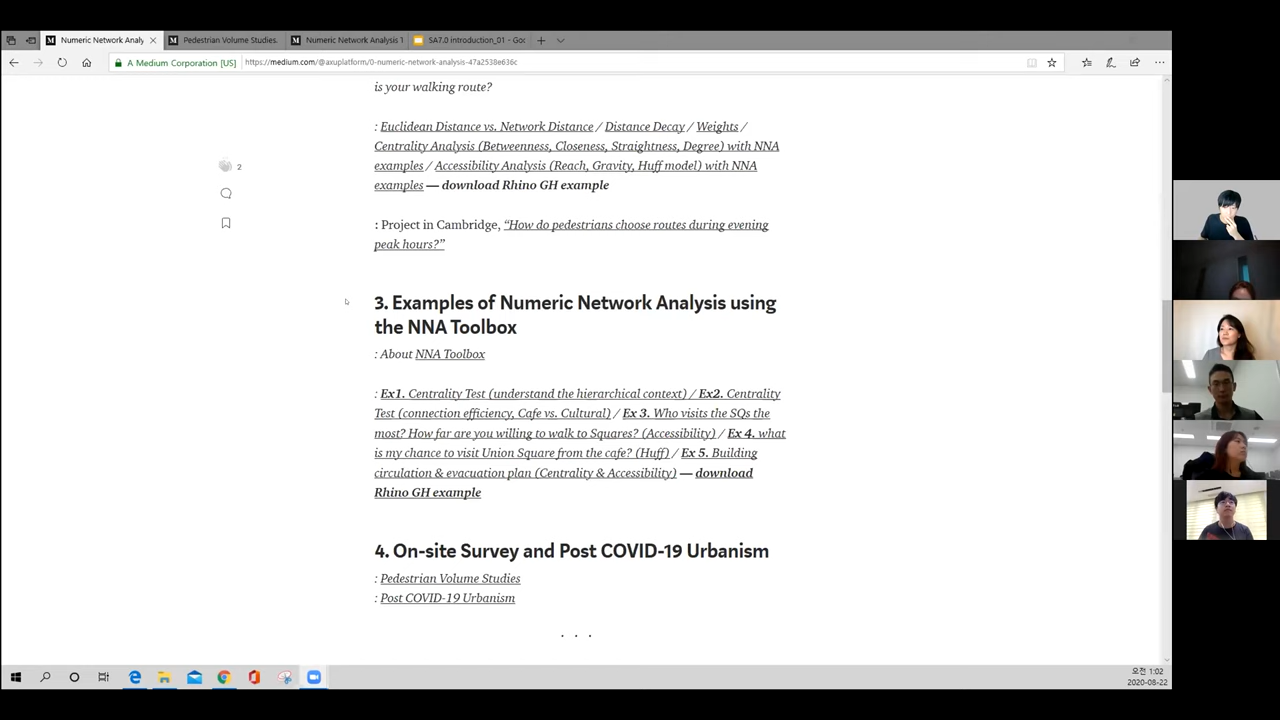 Numeric Network Analy
Pedestrian Volume Studies.
Numeric Network Analysis 1
SA7.0 introduction_01 - Goo
A Medium Corporation [US]
https://medium.com/@axuplatform/0-numeric-network-analysis-47a2538e636c
is your walking route?
: Euclidean Distance vs. Network Distance / Distance Decay / Weights /
Centrality Analysis (Betweenness, Closeness, Straightness, Degree) with NNA
examples / Accessibility Analysis (Reach, Gravity, Huff model) with NNA
examples — download Rhino GH example
2
: Project in Cambridge, “How do pedestrians choose routes during evening
peak hours?”
3. Examples of Numeric Network Analysis using
the NNA Toolbox
: About NNA Toolbox
: Ex1. Centrality Test (understand the hierarchical context) / Ex2. Centrality
Test (connection efficiency, Cafe vs. Cultural) / Ex 3. Who visits the SQs the
most? How far are you willing to walk to Squares? (Accessibility) / Ex 4. what
is my chance to visit Union Square from the cafe? (Huff) / Ex 5. Building
circulation & evacuation plan (Centrality & Accessibility) — download
Rhino GH example
4. On-site Survey and Post COVID-19 Urbanism
: Pedestrian Volume Studies
: Post COVID-19 Urbanism
. . .
오전 1:02
2020-08-22